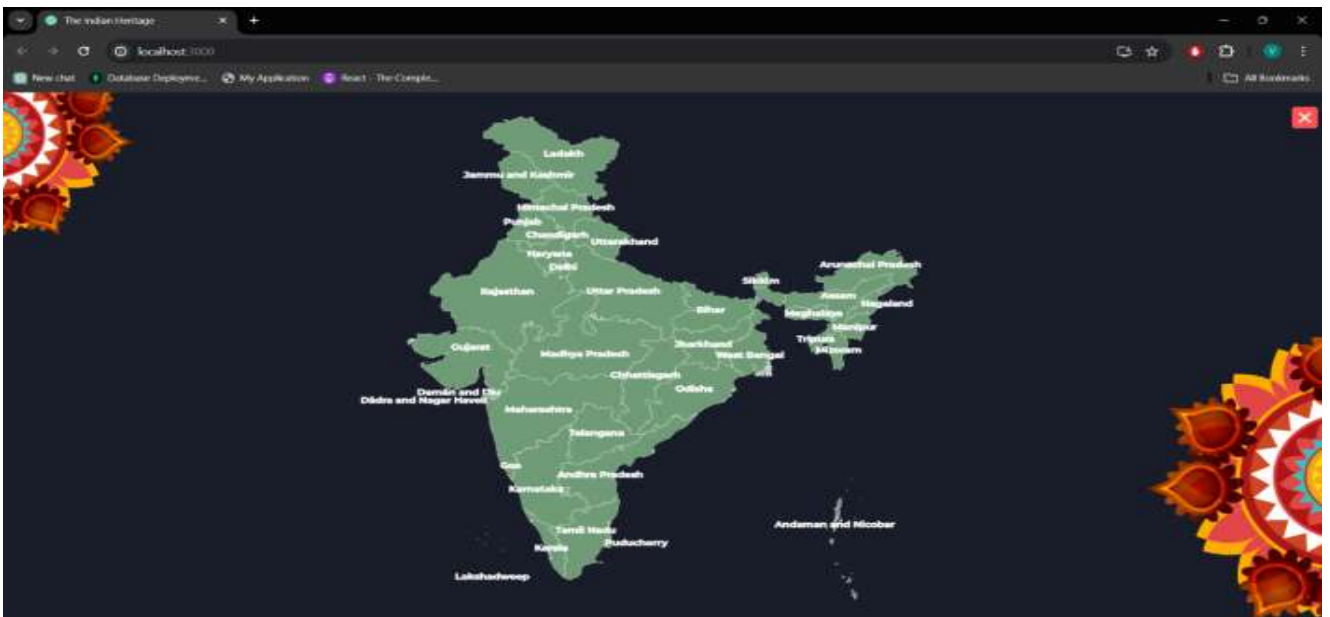 The Indian Heritage
localhost:3000
New chat
Database Deployme...
My Application
React - The Comple...
All Bookmarks
Ladakh
Jammu and Kashmir
Himachal Pradesh
Punjab
Chandigarh
Uttarakhand
Haryana
Delhi
Arunachal Pradesh
Sikkim
Rajasthan
Uttar Pradesh
Assam
Nagaland
Bihar
Meghalaya
Manipur
Tripura
Jharkhand
Gujarat
Mizoram
Madhya Pradesh
West Bengal
Chhattisgarh
Odisha
Daman and Diu
Dādra and Nagar Haveli
Maharashtra
Telangana
Goa
Andhra Pradesh
Karnataka
Andaman and Nicobar
Tamil Nadu
Puducherry
Kerala
Lakshadweep